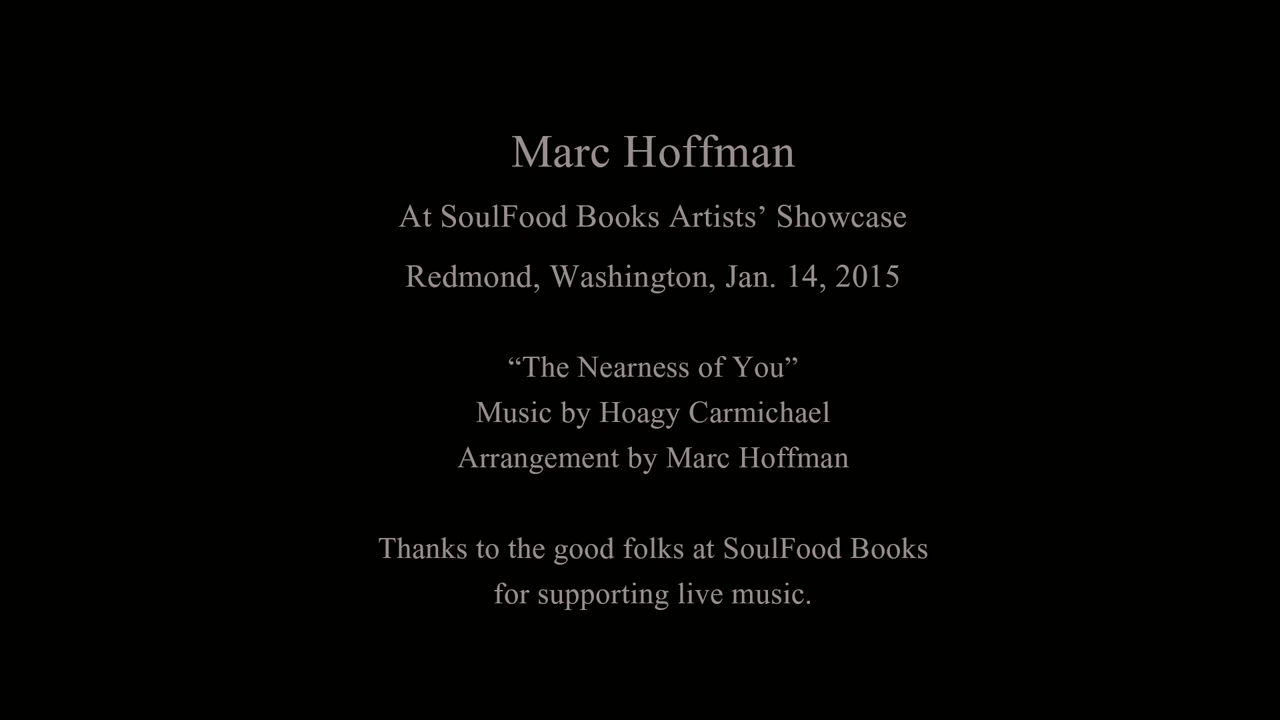 Marc Hoffman
At SoulFood Books Artists’ Showcase
Redmond, Washington, Jan. 14, 2015
“The Nearness of You”
Music by Hoagy Carmichael
Arrangement by Marc Hoffman
Thanks to the good folks at SoulFood Books
for supporting live music.